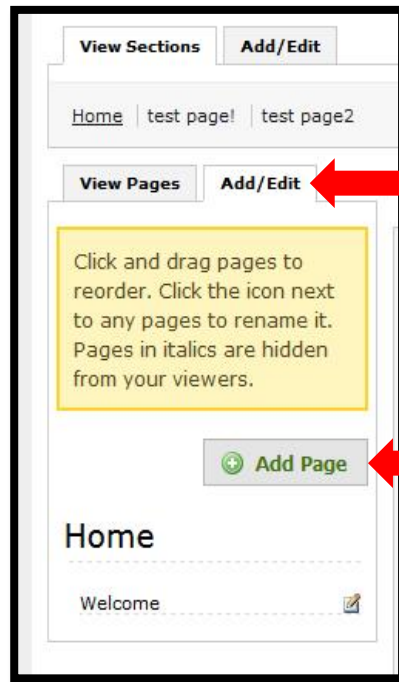 View Sections Add/Edit
Home test page! test page2
View Pages Add/Edit
Click and drag pages to
reorder. Click the icon next
to any pages to rename it.
Pages in italics are hidden
from your viewers.
Add Page
Home
Welcome